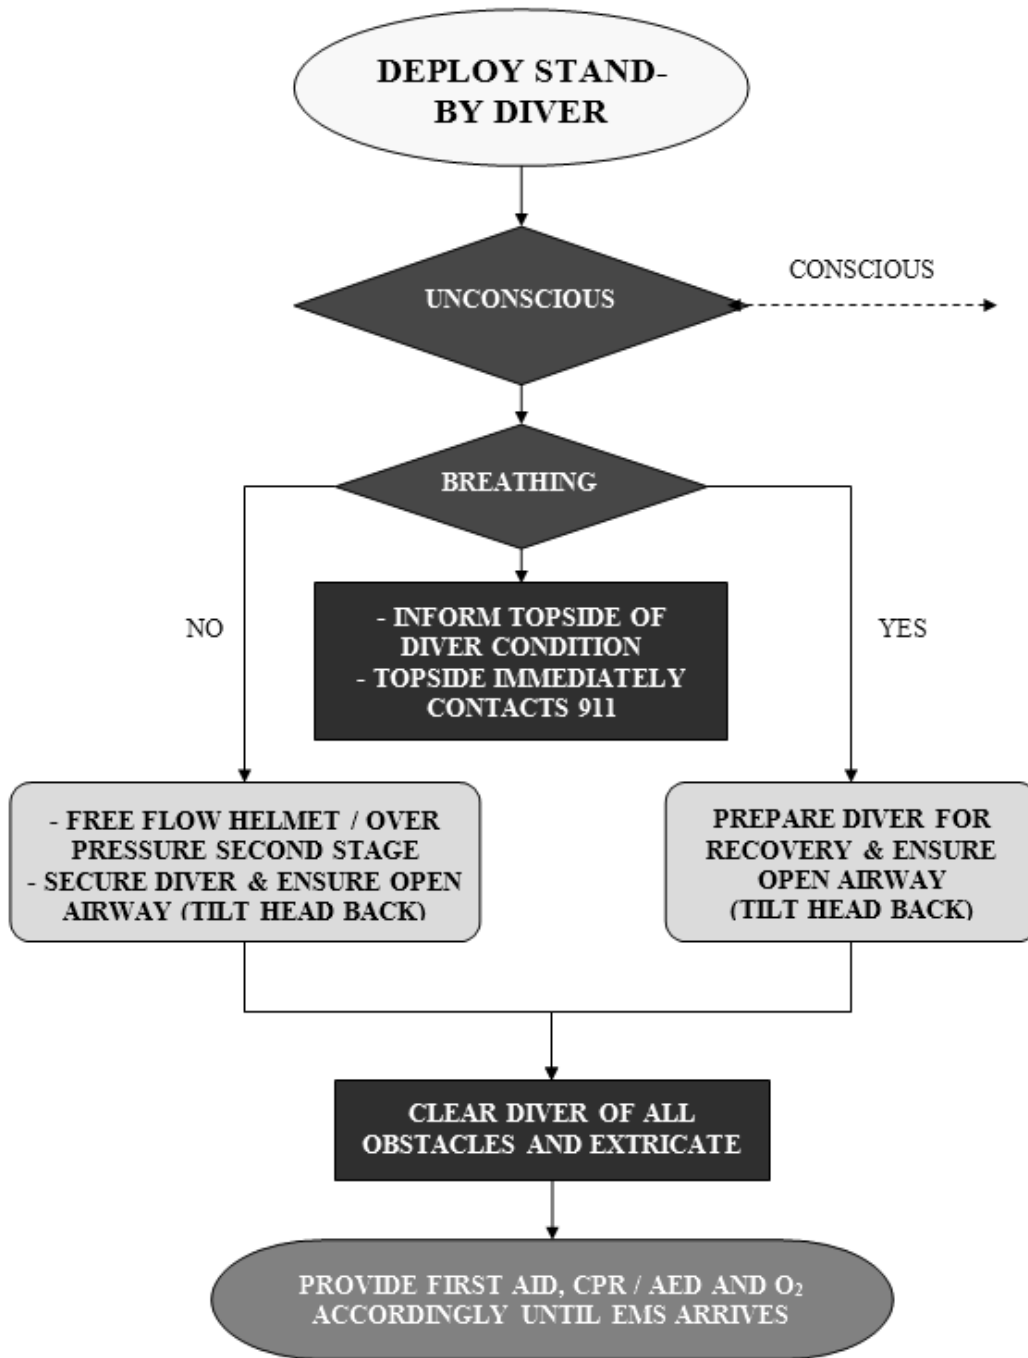 DEPLOY STAND-
BY DIVER
UNCONSCIOUS
CONSCIOUS
BREATHING
NO
- INFORM TOPSIDE OF
DIVER CONDITION
- TOPSIDE IMMEDIATELY
CONTACTS 911
YES
- FREE FLOW HELMET / OVER
PRESSURE SECOND STAGE
- SECURE DIVER & ENSURE OPEN
AIRWAY (TILT HEAD BACK)
PREPARE DIVER FOR
RECOVERY & ENSURE
OPEN AIRWAY
(TILT HEAD BACK)
CLEAR DIVER OF ALL
OBSTACLES AND EXTRICATE
PROVIDE FIRST AID, CPR / AED AND O₂
ACCORDINGLY UNTIL EMS ARRIVES